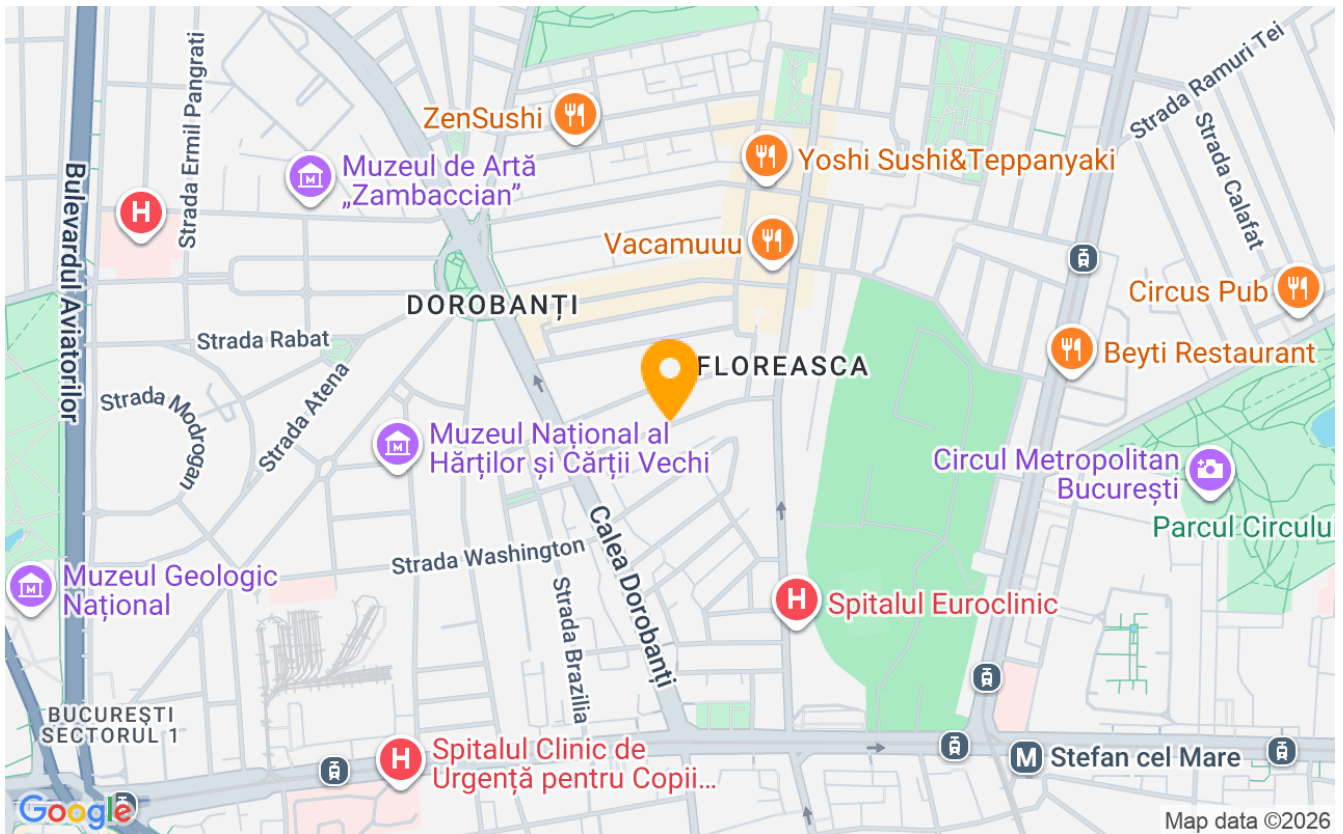 Strada Ermil Pangrati
Strada Ramuri Tei
ZenSushi
Strada Calafat
Muzeul de Artă
„Zambaccian”
Yoshi Sushi&Teppanyaki
H
Bulevardul Aviatorilor
Vacamuuu
Circus Pub
DOROBANȚI
Strada Rabat
Beyti Restaurant
FLOREASCA
Strada Atena
Strada Modrogan
Muzeul Național al
Hărților și Cărții Vechi
Circul Metropolitan
București
Parcul Circulu
Calea Dorobanți
Strada Washington
Muzeul Geologic
Național
Strada Brazilia
H
Spitalul Euroclinic
BUCUREȘTI
SECTORUL 1
H
Spitalul Clinic de
Urgență pentru Copii...
M
Stefan cel Mare
Google
Map data ©2026